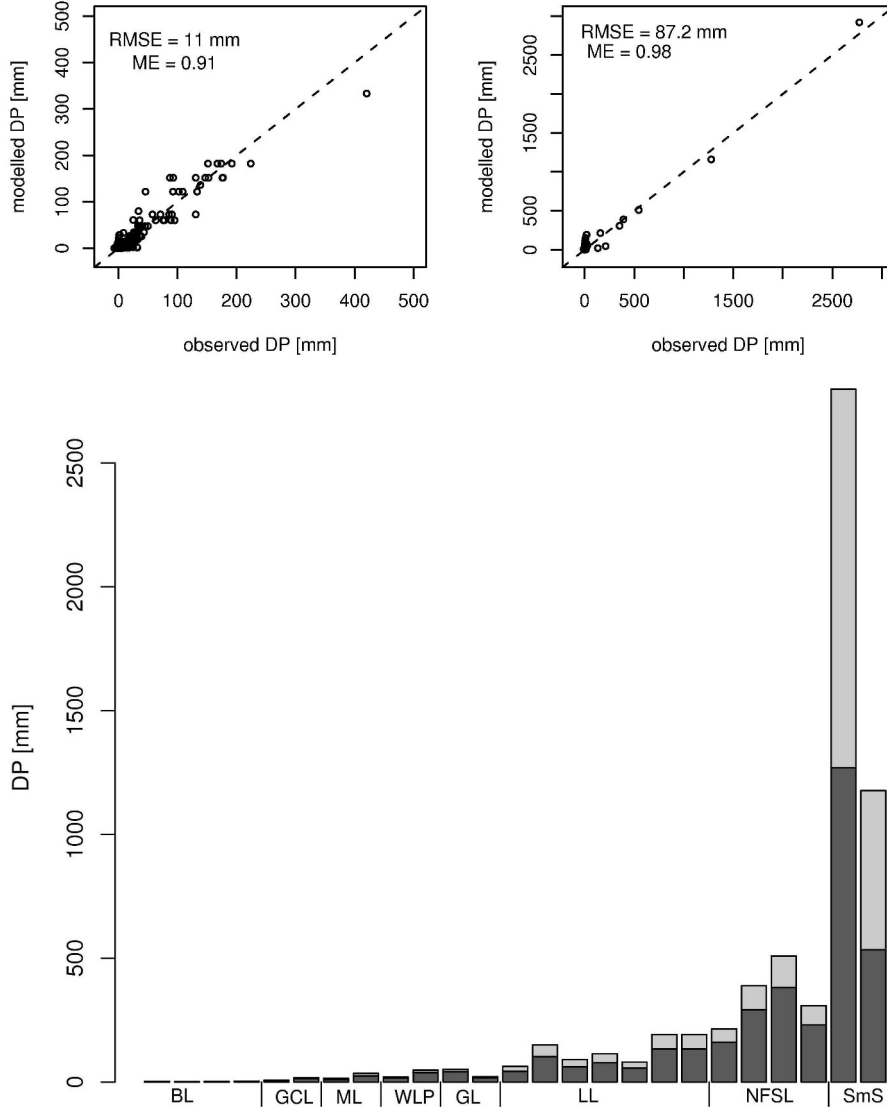 RMSE = 11 mm
ME = 0.91
modelled DP [mm]
0
100
200
300
400
500
0 100 200 300 400 500
observed DP [mm]
RMSE = 87.2 mm
ME = 0.98
modelled DP [mm]
0
500
1500
2500
0 500 1500 2500
observed DP [mm]
DP [mm]
0
500
1000
1500
2000
2500
BL GCL ML WLP GL LL NFSL SmS